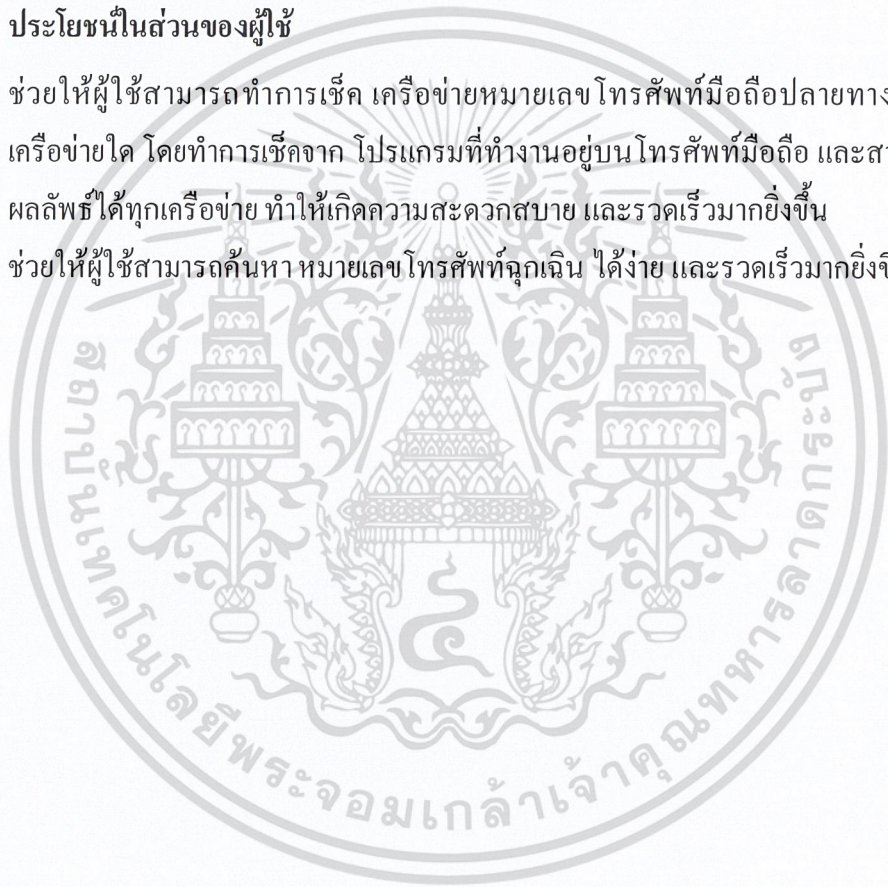 ประโยชน์ในส่วนของผู้ใช้
ช่วยให้ผู้ใช้สามารถทำการเช็ค เครือข่ายหมายเลขโทรศัพท์มือถือปลายทาง
เครือข่ายใด โดยทำการเช็คจาก โปรแกรมที่ทำงานอยู่บนโทรศัพท์มือถือ และ
ผลลัพธ์ได้ทุกเครือข่าย ทำให้เกิดความสะดวกสบาย และรวดเร็วมากยิ่งขึ้น
ช่วยให้ผู้ใช้สามารถค้นหา หมายเลขโทรศัพท์ฉุกเฉิน ได้ง่าย และรวดเร็วมาก
สถาบันเทคโนโลยีพระจอมเกล้าเจ้าคุณทหารลาดกระบัง